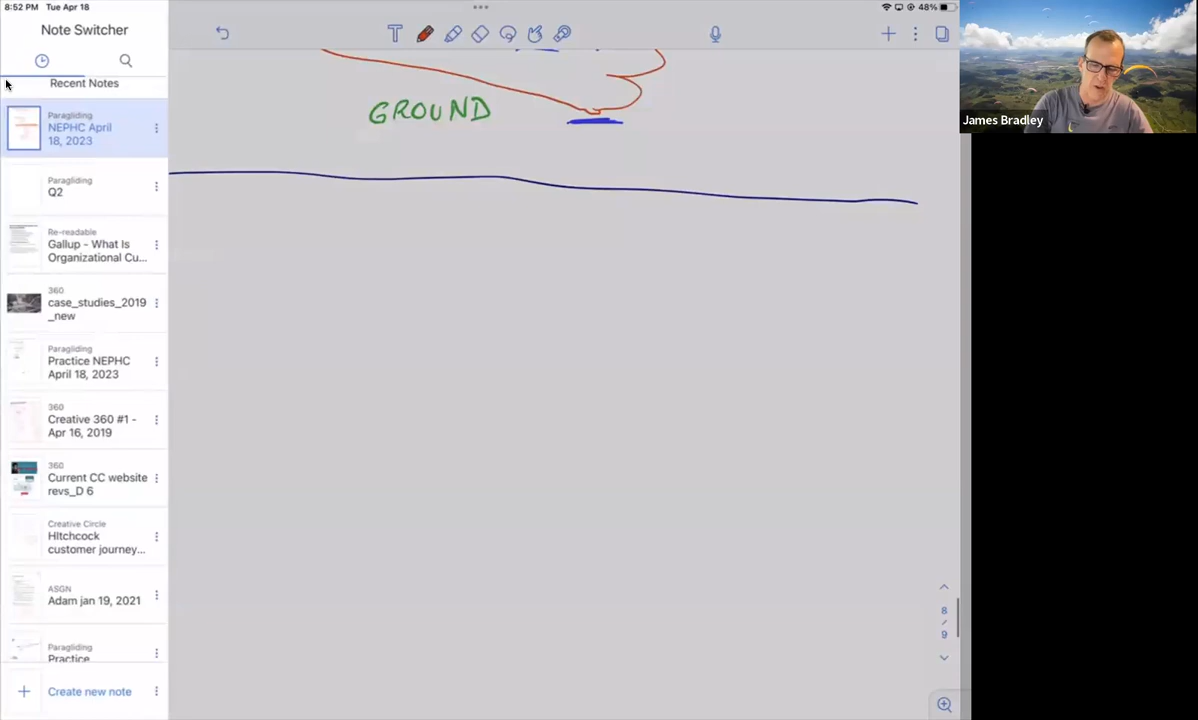 8:52 PM Tue Apr 18
48%
Note Switcher
Recent Notes
Paragliding
NEPHC April
18, 2023
Paragliding
Q2
Re-readable
Gallup - What Is
Organizational Cu...
360
case_studies_2019
_new
Paragliding
Practice NEPHC
April 18, 2023
360
Creative 360 #1 -
Apr 16, 2019
360
Current CC website
revs_D 6
Creative Circle
HItchcock
customer journey...
ASGN
Adam jan 19, 2021
Paragliding
Practice
Create new note
GROUND
8
/
9
James Bradley